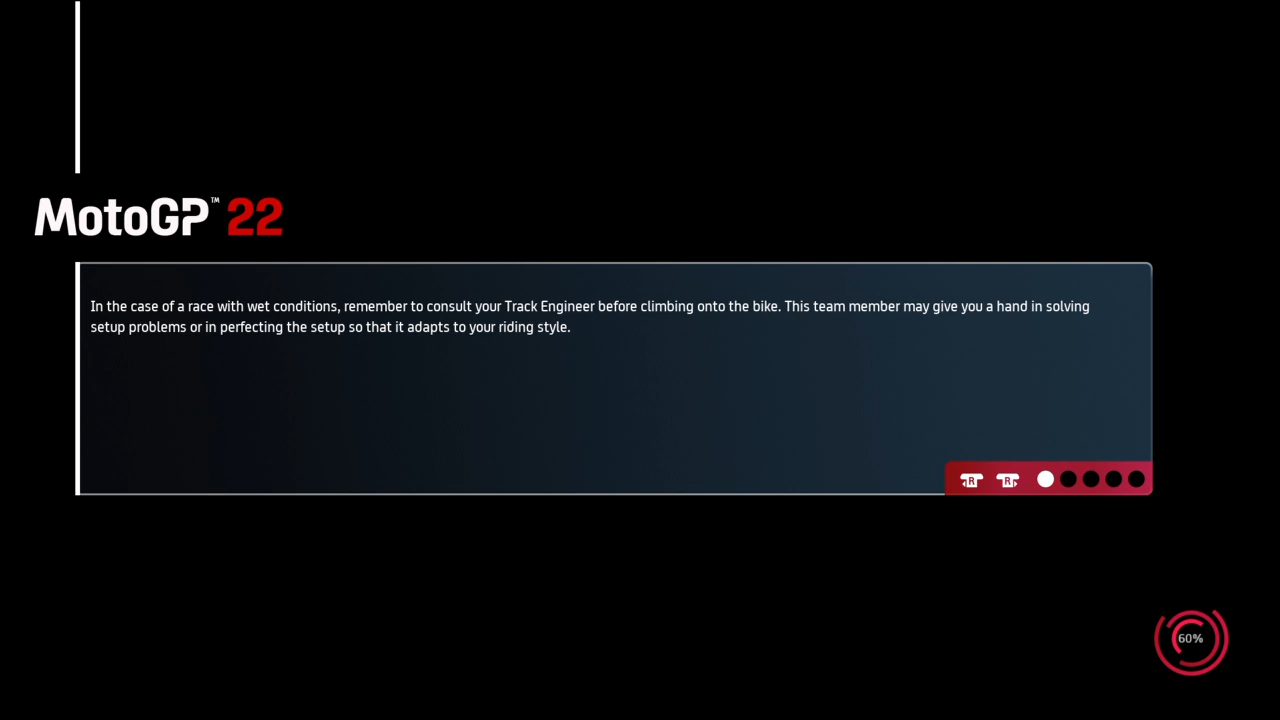 MotoGP™ 22
In the case of a race with wet conditions, remember to consult your Track Engineer before climbing onto the bike. This team member may give you a hand in solving
setup problems or in perfecting the setup so that it adapts to your riding style.
R R
60%